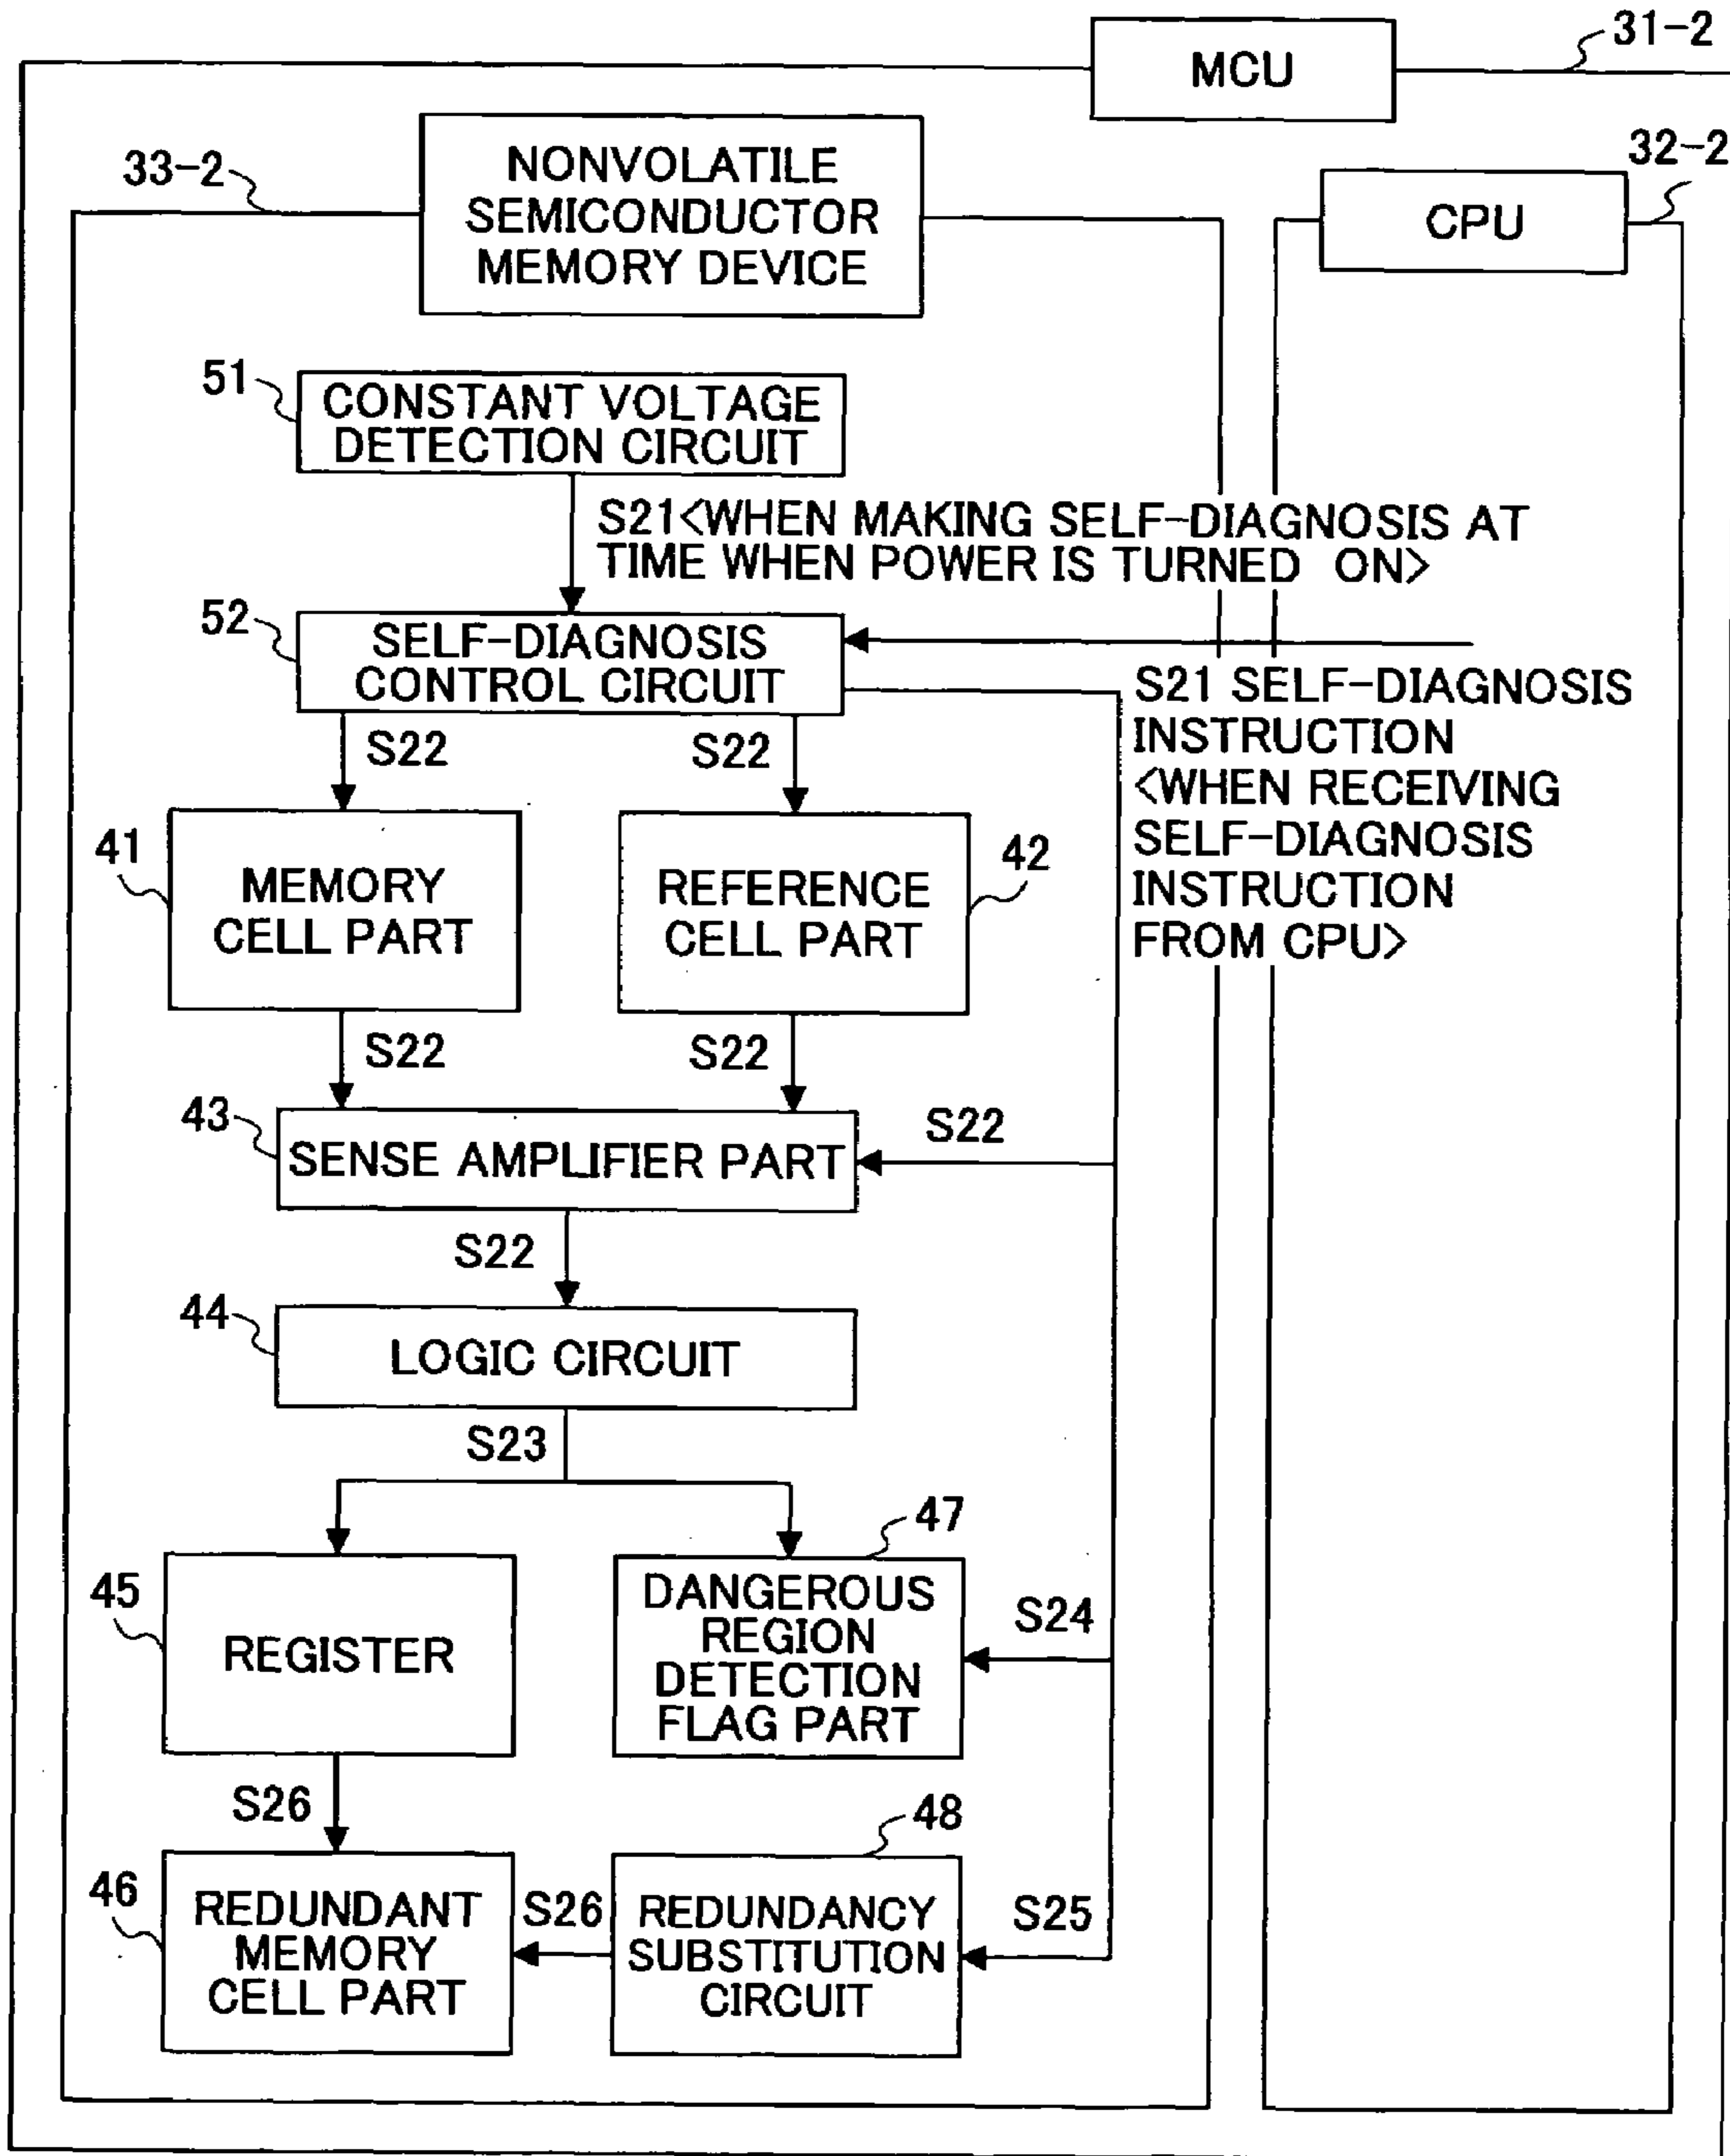 31-2
MCU
32-2
33-2
NONVOLATILE
SEMICONDUCTOR
MEMORY DEVICE
CPU
51
CONSTANT VOLTAGE
DETECTION CIRCUIT
S21<WHEN MAKING SELF-DIAGNOSIS AT
TIME WHEN POWER IS TURNED ON>
52
SELF-DIAGNOSIS
CONTROL CIRCUIT
S21 SELF-DIAGNOSIS
INSTRUCTION
<WHEN RECEIVING
SELF-DIAGNOSIS
INSTRUCTION
FROM CPU>
S22
S22
41
MEMORY
CELL PART
42
REFERENCE
CELL PART
S22
S22
43
SENSE AMPLIFIER PART
S22
S22
44
LOGIC CIRCUIT
S23
45
REGISTER
47
DANGEROUS
REGION
DETECTION
FLAG PART
S24
S26
48
46
REDUNDANT
MEMORY
CELL PART
S26
REDUNDANCY
SUBSTITUTION
CIRCUIT
S25